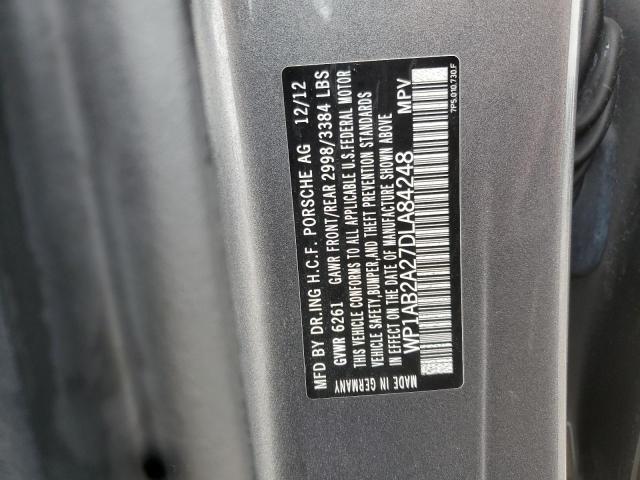 MFD BY DR.ING H.C.F. PORSCHE AG 12/12
GVWR 6261 GAWR FRONT/REAR 2998/3384 LBS
THIS VEHICLE CONFORMS TO ALL APPLICABLE U.S.FEDERAL MOTOR
VEHICLE SAFETY,BUMPER,AND THEFT PREVENTION STANDARDS
IN EFFECT ON THE DATE OF MANUFACTURE SHOWN ABOVE
WP1AB2A27DLA84248 MPV
MADE IN GERMANY
7P5.010.730.F